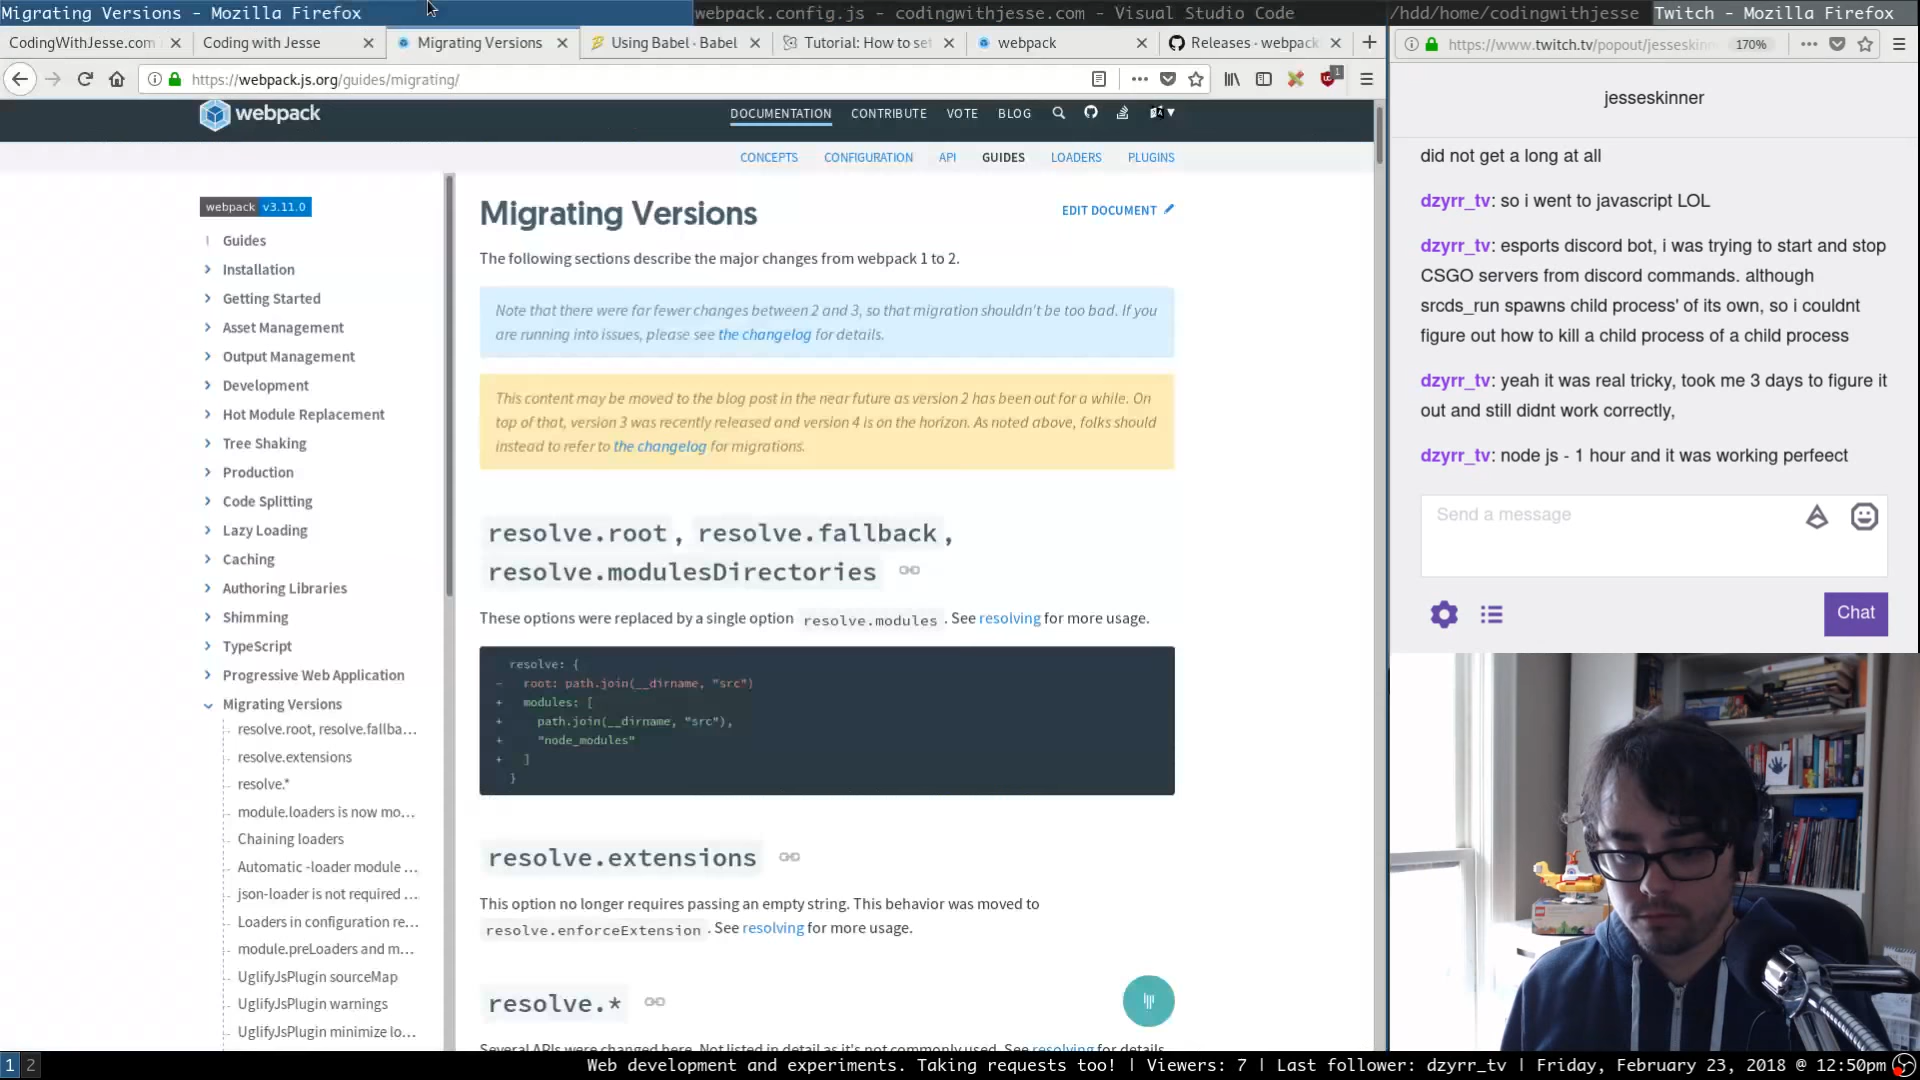 Migrating Versions - Mozilla Firefox
webpack.config.js - codingwithjesse.com - Visual Studio Code
/hdd/home/codingwithjesse
Twitch - Mozilla Firefox
CodingWithJesse.com
Coding with Jesse
Migrating Versions
Using Babel · Babel
Tutorial: How to set
webpack
Releases · webpack
https://webpack.js.org/guides/migrating/
1
https://www.twitch.tv/popout/jesseskinn
170%
webpack
DOCUMENTATION CONTRIBUTE VOTE BLOG
CONCEPTS CONFIGURATION API GUIDES LOADERS PLUGINS
webpack v3.11.0
Guides
Installation
Getting Started
Asset Management
Output Management
Development
Hot Module Replacement
Tree Shaking
Production
Code Splitting
Lazy Loading
Caching
Authoring Libraries
Shimming
TypeScript
Progressive Web Application
Migrating Versions
resolve.root, resolve.fallba...
resolve.extensions
resolve.*
module.loaders is now mo...
Chaining loaders
Automatic -loader module ...
json-loader is not required ...
Loaders in configuration re...
module.preLoaders and m...
UglifyJsPlugin sourceMap
UglifyJsPlugin warnings
UglifyJsPlugin minimize lo...
Migrating Versions
EDIT DOCUMENT
The following sections describe the major changes from webpack 1 to 2.
Note that there were far fewer changes between 2 and 3, so that migration shouldn't be too bad. If you
are running into issues, please see the changelog for details.
This content may be moved to the blog post in the near future as version 2 has been out for a while. On
top of that, version 3 was recently released and version 4 is on the horizon. As noted above, folks should
instead to refer to the changelog for migrations.
resolve.root, resolve.fallback,
resolve.modulesDirectories
These options were replaced by a single option resolve.modules. See resolving for more usage.
resolve: {
- root: path.join(__dirname, "src")
+ modules: [
+ path.join(__dirname, "src"),
+ "node_modules"
+ ]
}
resolve.extensions
This option no longer requires passing an empty string. This behavior was moved to
resolve.enforceExtension. See resolving for more usage.
resolve.*
Several APIs were changed here. Not listed in detail as it's not commonly used. See resolving for details.
jesseskinner
did not get a long at all
dzyrr_tv: so i went to javascript LOL
dzyrr_tv: esports discord bot, i was trying to start and stop
CSGO servers from discord commands. although
srcds_run spawns child process' of its own, so i couldnt
figure out how to kill a child process of a child process
dzyrr_tv: yeah it was real tricky, took me 3 days to figure it
out and still didnt work correctly,
dzyrr_tv: node js - 1 hour and it was working perfeect
Send a message
Chat
1 2
Web development and experiments. Taking requests too! | Viewers: 7 | Last follower: dzyrr_tv | Friday, February 23, 2018 @ 12:50pm